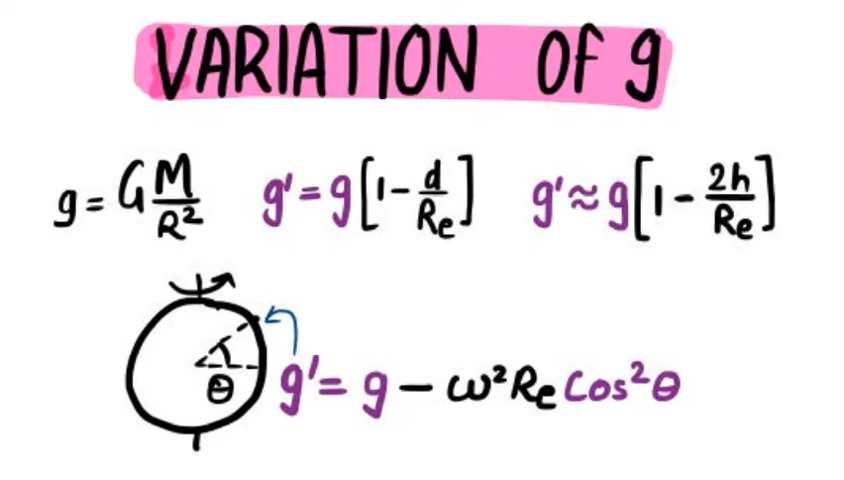 VARIATION OF g
g = G M/R² g' = g[1 - d/Re] g' ≈ g[1 - 2h/Re]
θ g' = g - ω²Re Cos²θ